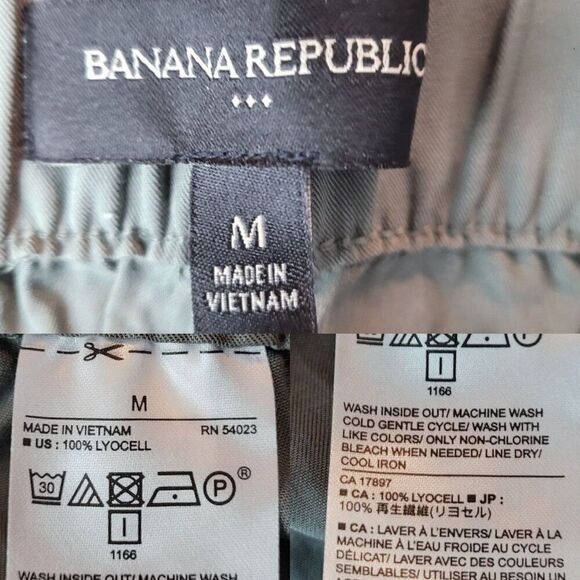 BANANA REPUBLIC
M
MADE IN
VIETNAM
M
MADE IN VIETNAM RN 54023
■ US : 100% LYOCELL
30 P ®
I
1166
WASH INSIDE OUT/ MACHINE WASH
I
1166
WASH INSIDE OUT/ MACHINE WASH
COLD GENTLE CYCLE/ WASH WITH
LIKE COLORS/ ONLY NON-CHLORINE
BLEACH WHEN NEEDED/ LINE DRY/
COOL IRON
CA 17897
■ CA : 100% LYOCELL ■ JP :
100% 再生繊維(リヨセル)
■ CA : LAVER À L'ENVERS/ LAVER À LA
MACHINE À L'EAU FROIDE AU CYCLE
DÉLICAT/ LAVER AVEC DES COULEURS
SEMBLABLES/ UTILISER AU BESOIN UN